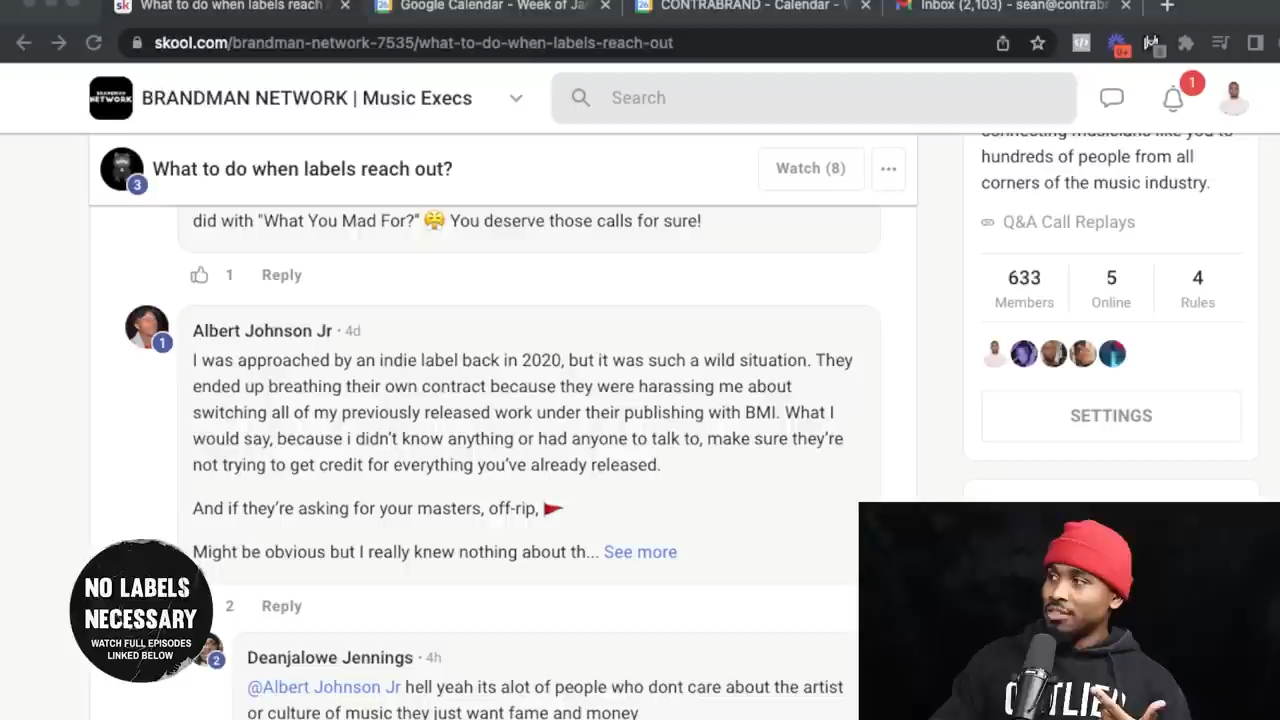 What to do when labels reach
Google Calendar - Week of Ja
CONTRABRAND - Calendar -
Inbox (2,103) - sean@contrabr
skool.com/brandman-network-7535/what-to-do-when-labels-reach-out
BRANDMAN NETWORK | Music Execs
Search
1
What to do when labels reach out?
3
Watch (8)
did with "What You Mad For?" 😤 You deserve those calls for sure!
1 Reply
Albert Johnson Jr · 4d
1
I was approached by an indie label back in 2020, but it was such a wild situation. They
ended up breathing their own contract because they were harassing me about
switching all of my previously released work under their publishing with BMI. What I
would say, because i didn't know anything or had anyone to talk to, make sure they're
not trying to get credit for everything you've already released.
And if they're asking for your masters, off-rip, 🚩
Might be obvious but I really knew nothing about th... See more
2 Reply
Deanjalowe Jennings · 4h
2
@Albert Johnson Jr hell yeah its alot of people who dont care about the artist
or culture of music they just want fame and money
connecting musicians like you to
hundreds of people from all
corners of the music industry.
Q&A Call Replays
633 5 4
Members Online Rules
SETTINGS
NO LABELS
NECESSARY
WATCH FULL EPISODES
LINKED BELOW